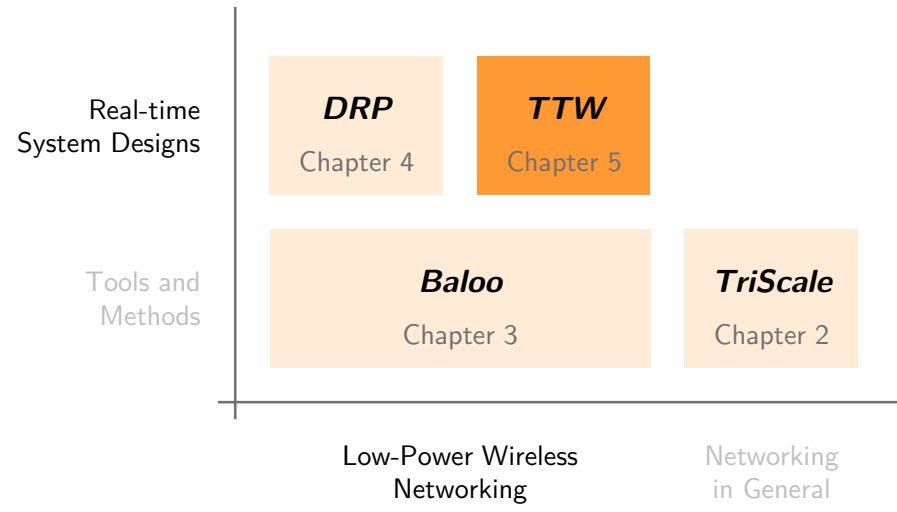 Real-time
System Designs
DRP
Chapter 4
TTW
Chapter 5
Tools and
Methods
Baloo
Chapter 3
TriScale
Chapter 2
Low-Power Wireless
Networking
Networking
in General